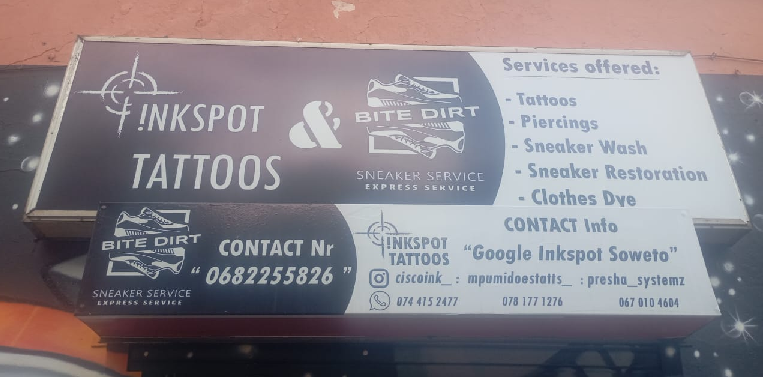 !NKSPOT
TATTOOS
&
BITE DIRT
SNEAKER SERVICE
EXPRESS SERVICE
Services offered:
- Tattoos
- Piercings
- Sneaker Wash
- Sneaker Restoration
- Clothes Dye
BITE DIRT
SNEAKER SERVICE
EXPRESS SERVICE
CONTACT Nr
“ 0682255826 ”
!NKSPOT
TATTOOS
CONTACT Info
“Google Inkspot Soweto”
ciscoink_ : mpumidoestatts_ : presha_systemz
074 415 2477 078 177 1276 067 010 4604